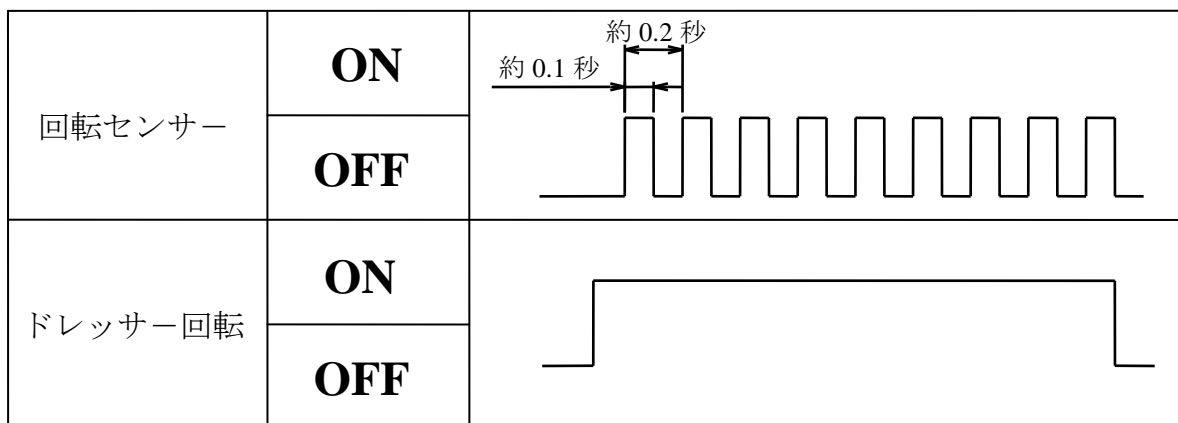 回転センサー
ON
OFF
約 0.2 秒
約 0.1 秒
ドレッサー回転
ON
OFF